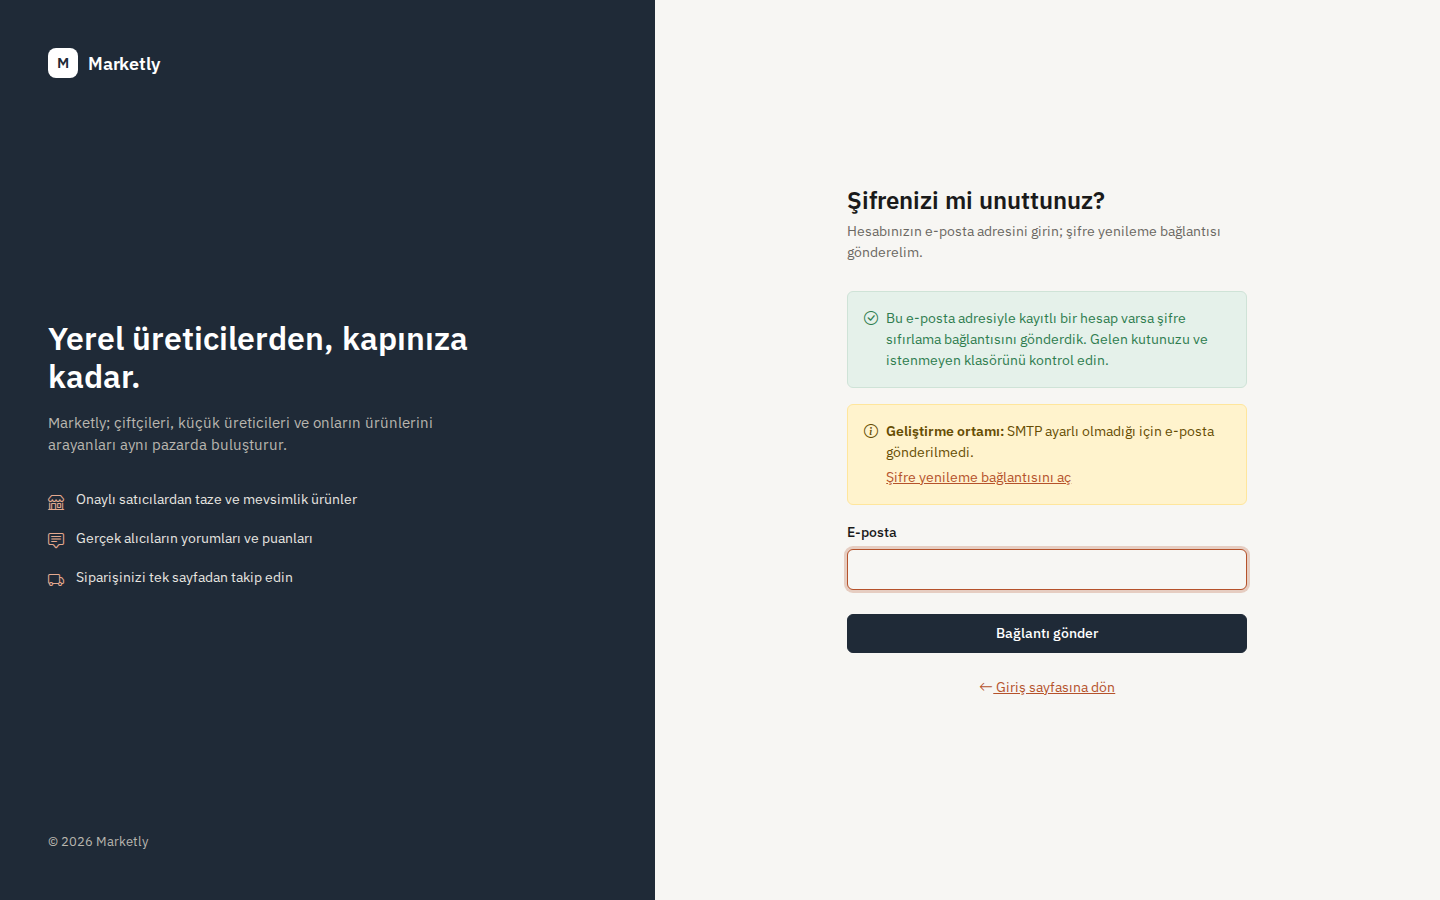 M
Marketly
Yerel üreticilerden, kapınıza
kadar.
Marketly; çiftçileri, küçük üreticileri ve onların ürünlerini
arayanları aynı pazarda buluşturur.
Onaylı satıcılardan taze ve mevsimlik ürünler
Gerçek alıcıların yorumları ve puanları
Siparişinizi tek sayfadan takip edin
© 2026 Marketly
Şifrenizi mi unuttunuz?
Hesabınızın e-posta adresini girin; şifre yenileme bağlantısı
gönderelim.
Bu e-posta adresiyle kayıtlı bir hesap varsa şifre
sıfırlama bağlantısını gönderdik. Gelen kutunuzu ve
istenmeyen klasörünü kontrol edin.
Geliştirme ortamı: SMTP ayarlı olmadığı için e-posta
gönderilmedi.
Şifre yenileme bağlantısını aç
E-posta
Bağlantı gönder
← Giriş sayfasına dön